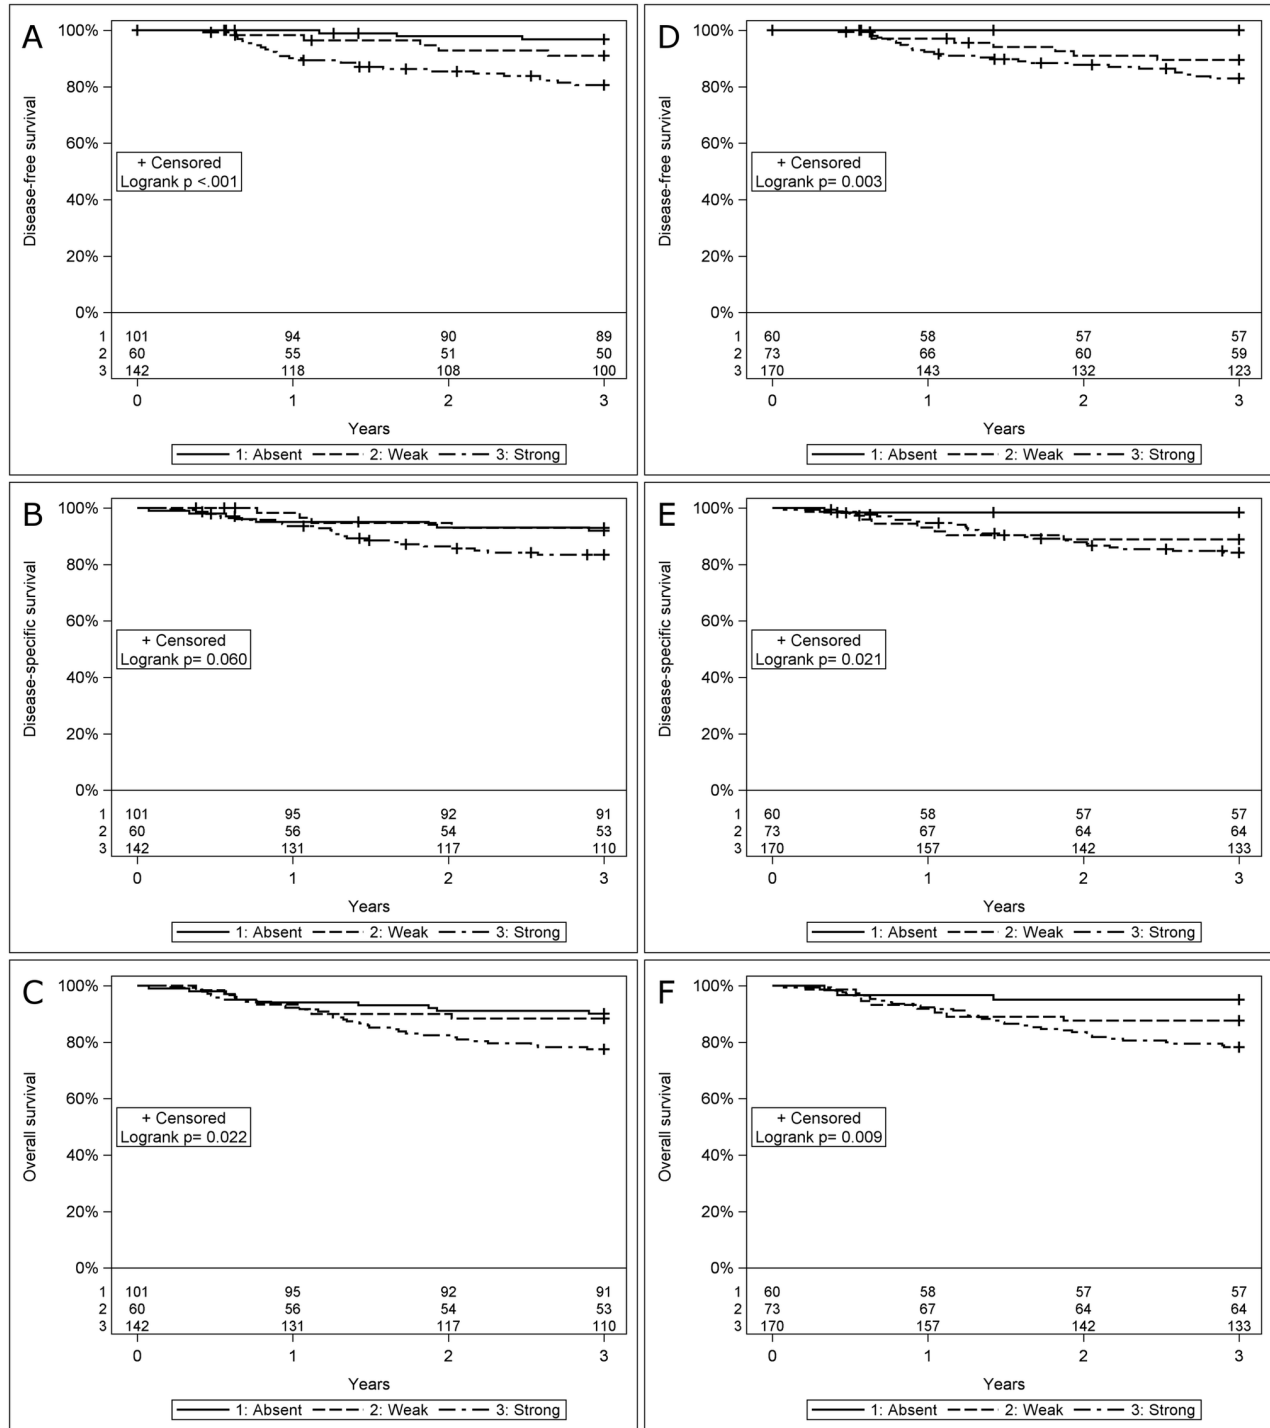 A
Disease-free survival
100%
80%
60%
40%
20%
0%
+ Censored
Logrank p <.001
1 101 94 90 89
2 60 55 51 50
3 142 118 108 100
0 1 2 3
Years
1: Absent 2: Weak 3: Strong
D
Disease-free survival
100%
80%
60%
40%
20%
0%
+ Censored
Logrank p= 0.003
1 60 58 57 57
2 73 66 60 59
3 170 143 132 123
0 1 2 3
Years
1: Absent 2: Weak 3: Strong
B
Disease-specific survival
100%
80%
60%
40%
20%
0%
+ Censored
Logrank p= 0.060
1 101 95 92 91
2 60 56 54 53
3 142 131 117 110
0 1 2 3
Years
1: Absent 2: Weak 3: Strong
E
Disease-specific survival
100%
80%
60%
40%
20%
0%
+ Censored
Logrank p= 0.021
1 60 58 57 57
2 73 67 64 64
3 170 157 142 133
0 1 2 3
Years
1: Absent 2: Weak 3: Strong
C
Overall survival
100%
80%
60%
40%
20%
0%
+ Censored
Logrank p= 0.022
1 101 95 92 91
2 60 56 54 53
3 142 131 117 110
0 1 2 3
Years
1: Absent 2: Weak 3: Strong
F
Overall survival
100%
80%
60%
40%
20%
0%
+ Censored
Logrank p= 0.009
1 60 58 57 57
2 73 67 64 64
3 170 157 142 133
0 1 2 3
Years
1: Absent 2: Weak 3: Strong